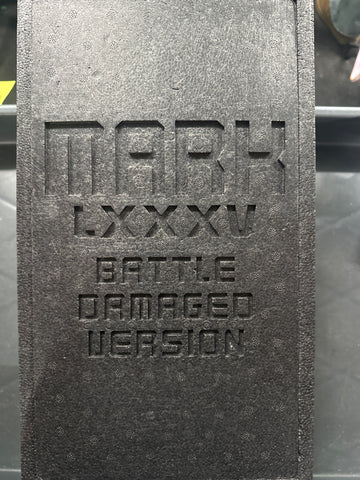 MARK
LXXXV
BATTLE
DAMAGED
VERSION